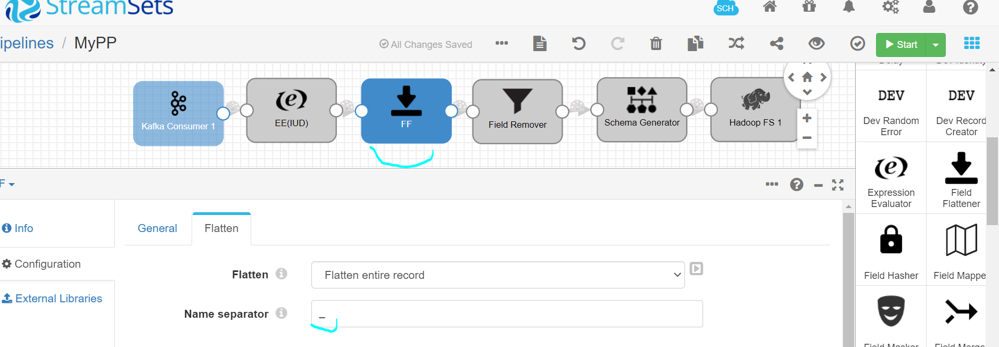 StreamSets
SCH
ipelines / MyPP
All Changes Saved
Start
Kafka Consumer 1
EE(IUD)
FF
Field Remover
Schema Generator
Hadoop FS 1
DEV
Dev Random
Error
DEV
Dev Record
Creator
Expression
Evaluator
Field
Flattener
Field Hasher
Field Mappe
F
Info
Configuration
External Libraries
General
Flatten
Flatten
Flatten entire record
Name separator
_